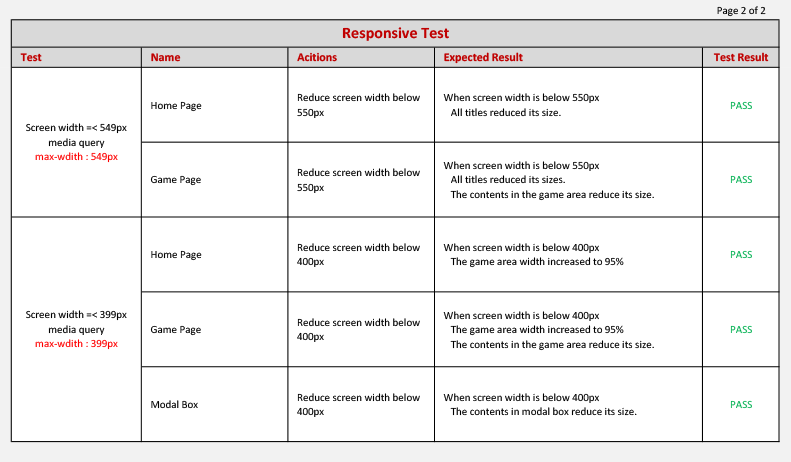 Page 2 of 2
Responsive Test
Test Name Acitions Expected Result Test Result
Screen width =< 549px
media query
max-wdith : 549px
Home Page
Reduce screen width below
550px
When screen width is below 550px
All titles reduced its size.
PASS
Game Page
Reduce screen width below
550px
When screen width is below 550px
All titles reduced its sizes.
The contents in the game area reduce its size.
PASS
Screen width =< 399px
media query
max-wdith : 399px
Home Page
Reduce screen width below
400px
When screen width is below 400px
The game area width increased to 95%
PASS
Game Page
Reduce screen width below
400px
When screen width is below 400px
The game area width increased to 95%
The contents in the game area reduce its size.
PASS
Modal Box
Reduce screen width below
400px
When screen width is below 400px
The contents in modal box reduce its size.
PASS